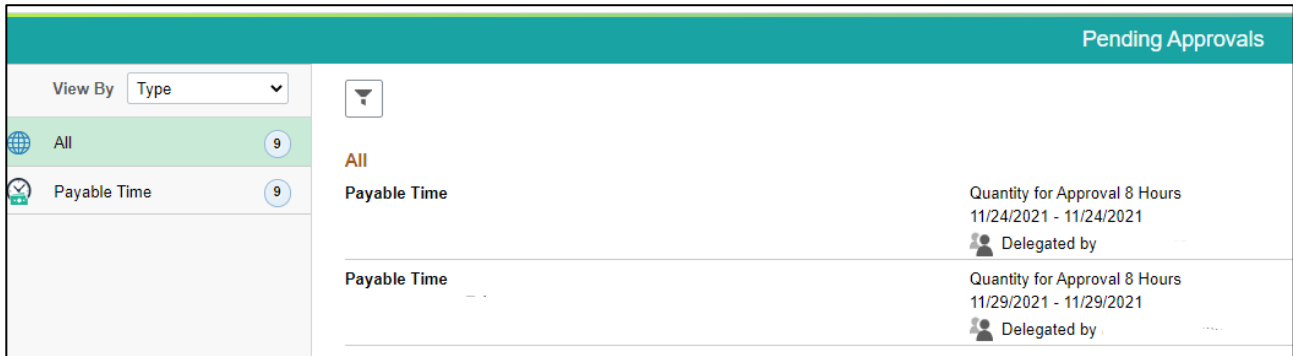 Pending Approvals
View By Type
All 9
Payable Time 9
All
Payable Time
Quantity for Approval 8 Hours
11/24/2021 - 11/24/2021
Delegated by
Payable Time
Quantity for Approval 8 Hours
11/29/2021 - 11/29/2021
Delegated by